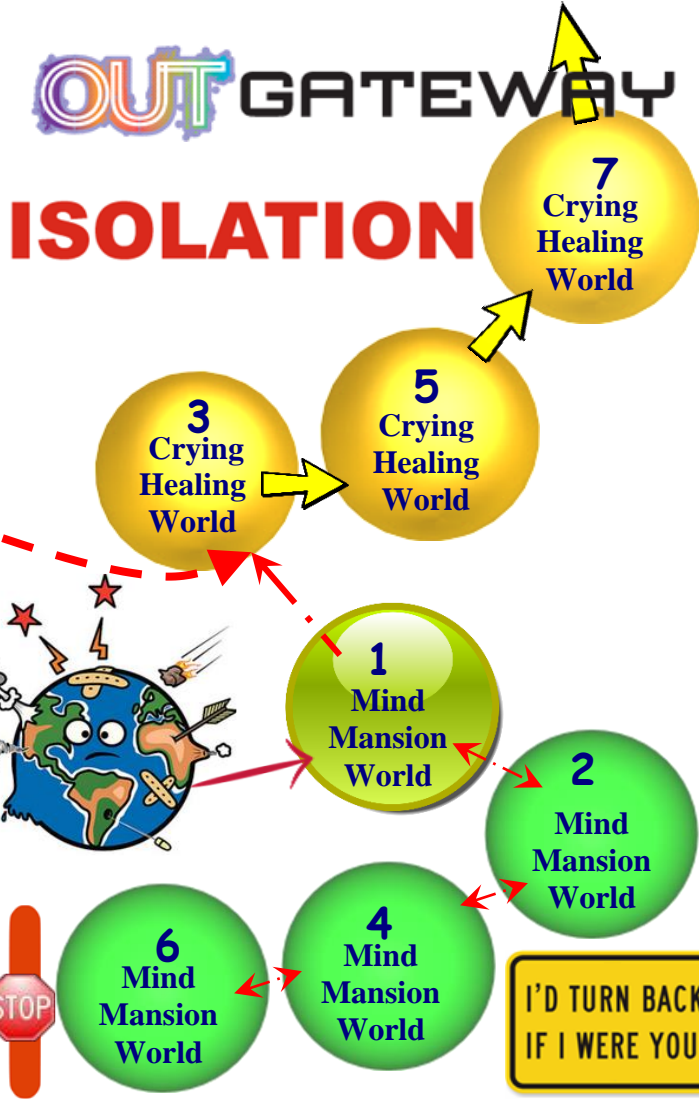 OUT GATEWAY
ISOLATION
7
Crying
Healing
World
5
Crying
Healing
World
3
Crying
Healing
World
1
Mind
Mansion
World
2
Mind
Mansion
World
4
Mind
Mansion
World
6
Mind
Mansion
World
STOP
I'D TURN BACK
IF I WERE YOU